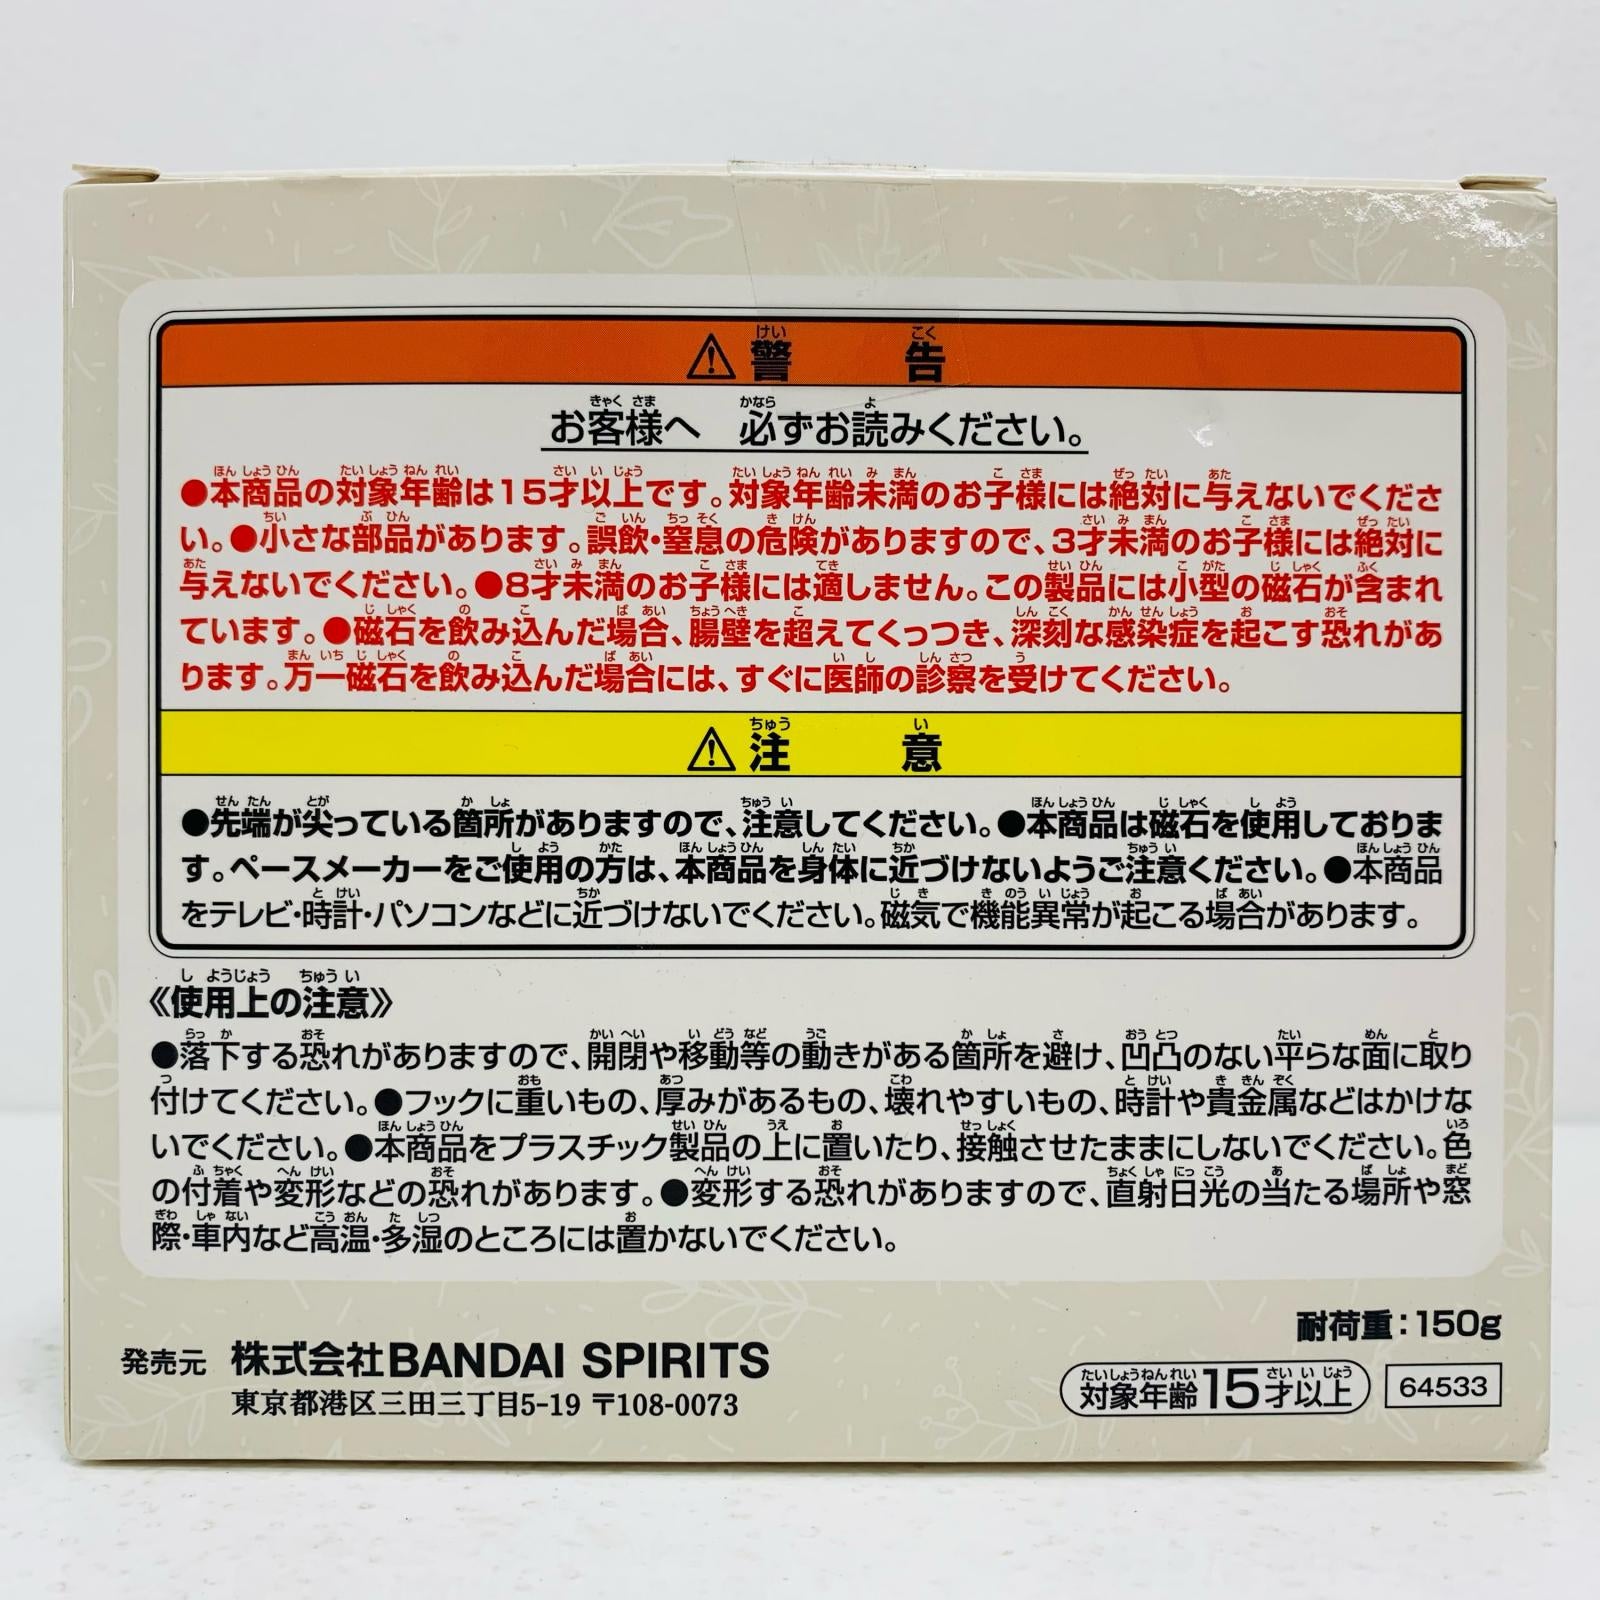 ⚠警告
お客様へ 必ずお読みください。
●本商品の対象年齢は15才以上です。対象年齢未満のお子様には絶対に与えないでくださ
い。●小さな部品があります。誤飲・窒息の危険がありますので、3才未満のお子様には絶対に
与えないでください。●8才未満のお子様には適しません。この製品には小型の磁石が含まれ
ています。●磁石を飲み込んだ場合、腸壁を超えてくっつき、深刻な感染症を起こす恐れがあ
ります。万一磁石を飲み込んだ場合には、すぐに医師の診察を受けてください。
⚠注意
●先端が尖っている箇所がありますので、注意してください。●本商品は磁石を使用しておりま
す。ペースメーカーをご使用の方は、本商品を身体に近づけないようご注意ください。●本商品
をテレビ・時計・パソコンなどに近づけないでください。磁気で機能異常が起こる場合があります。
《使用上の注意》
●落下する恐れがありますので、開閉や移動等の動きがある箇所を避け、凹凸のない平らな面に取り
付けてください。●フックに重いもの、厚みがあるもの、壊れやすいもの、時計や貴金属などはかけな
いでください。●本商品をプラスチック製品の上に置いたり、接触させたままにしないでください。色
の付着や変形などの恐れがあります。●変形する恐れがありますので、直射日光の当たる場所や窓
際・車内など高温・多湿のところには置かないでください。
耐荷重:150g
発売元 株式会社BANDAI SPIRITS
東京都港区三田三丁目5-19 〒108-0073
対象年齢15才以上
64533